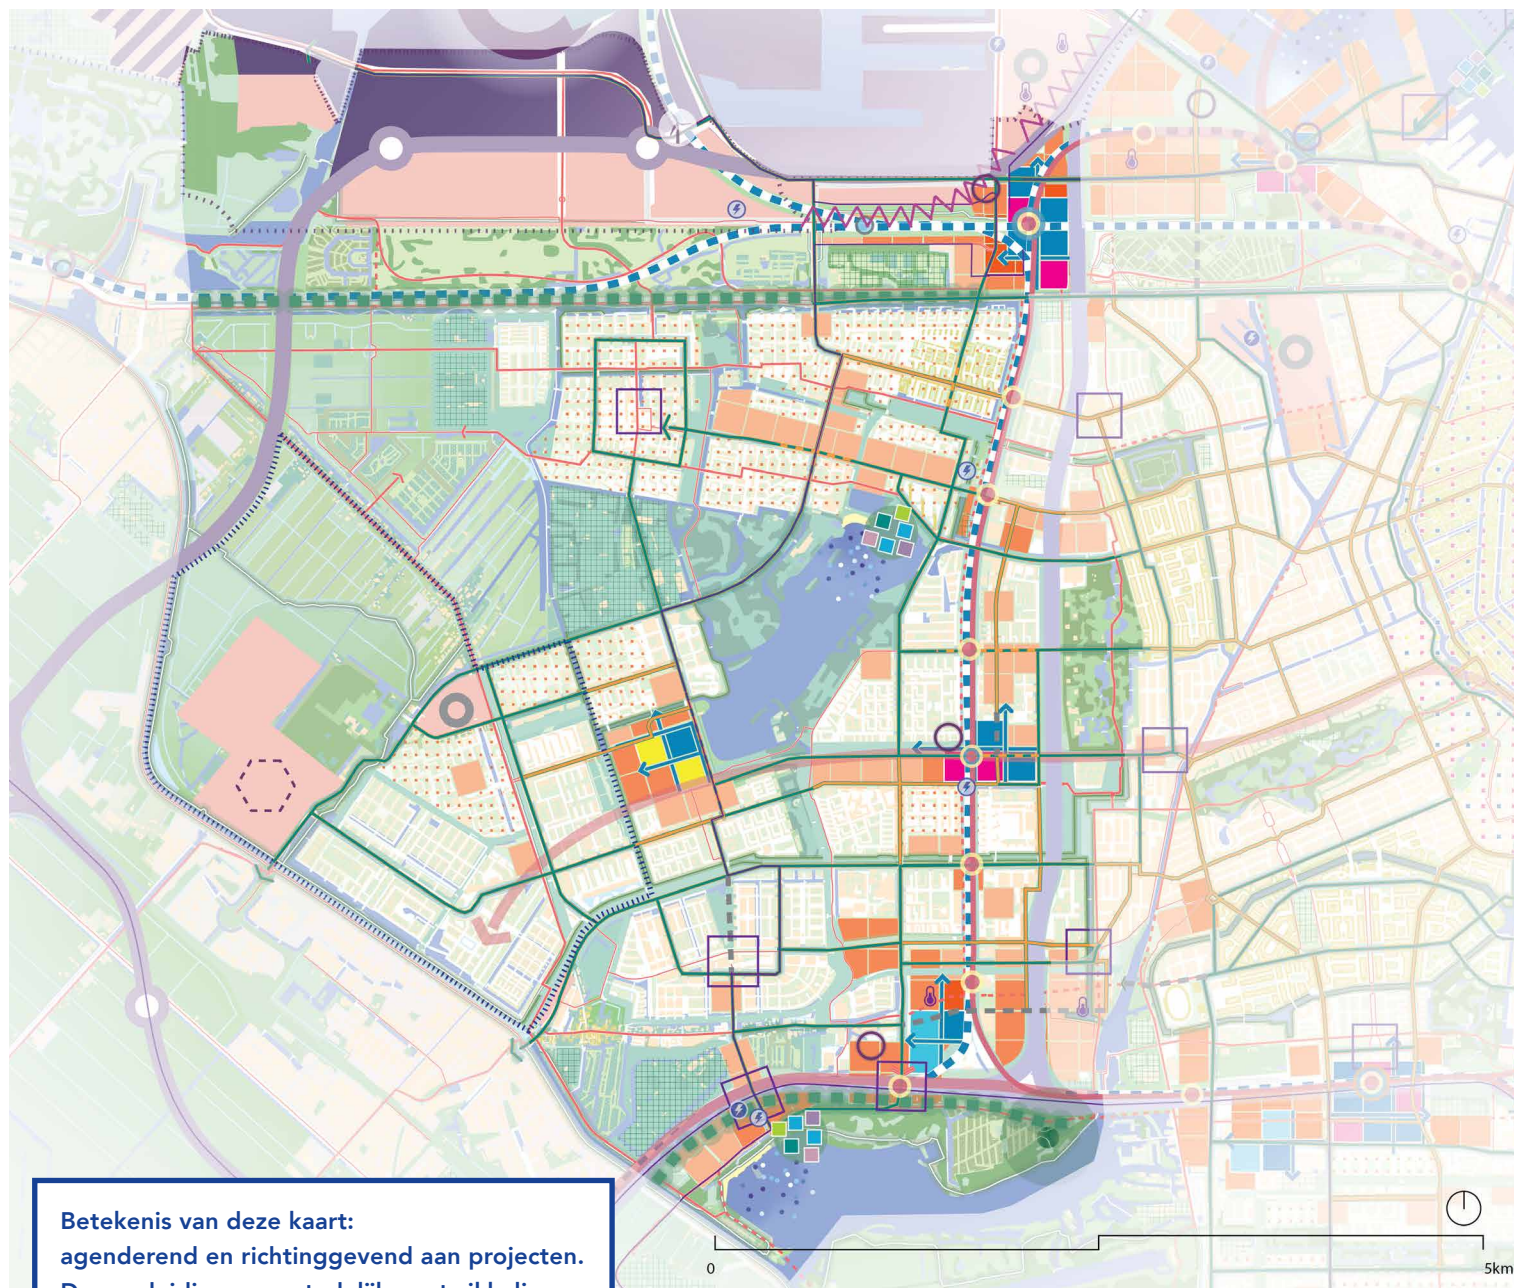 0
5km
Betekenis van deze kaart:
agenderend en richtinggevend aan projecten.